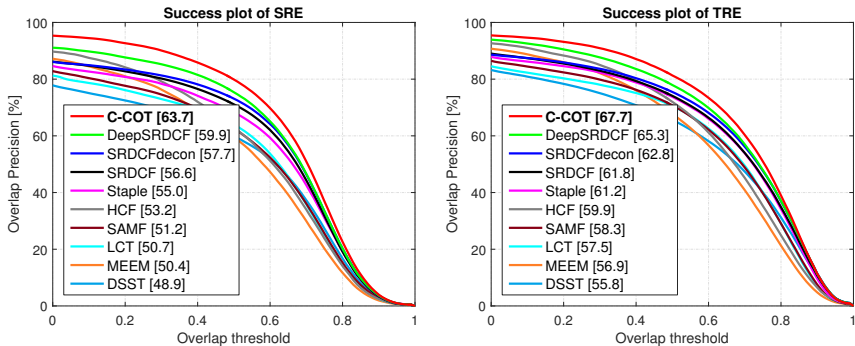 Success plot of SRE
Overlap Precision [%]
100
80
60
40
20
0
C-COT [63.7]
DeepSRDCF [59.9]
SRDCFdecon [57.7]
SRDCF [56.6]
Staple [55.0]
HCF [53.2]
SAMF [51.2]
LCT [50.7]
MEEM [50.4]
DSST [48.9]
0 0.2 0.4 0.6 0.8 1
Overlap threshold
Success plot of TRE
Overlap Precision [%]
100
80
60
40
20
0
C-COT [67.7]
DeepSRDCF [65.3]
SRDCFdecon [62.8]
SRDCF [61.8]
Staple [61.2]
HCF [59.9]
SAMF [58.3]
LCT [57.5]
MEEM [56.9]
DSST [55.8]
0 0.2 0.4 0.6 0.8 1
Overlap threshold